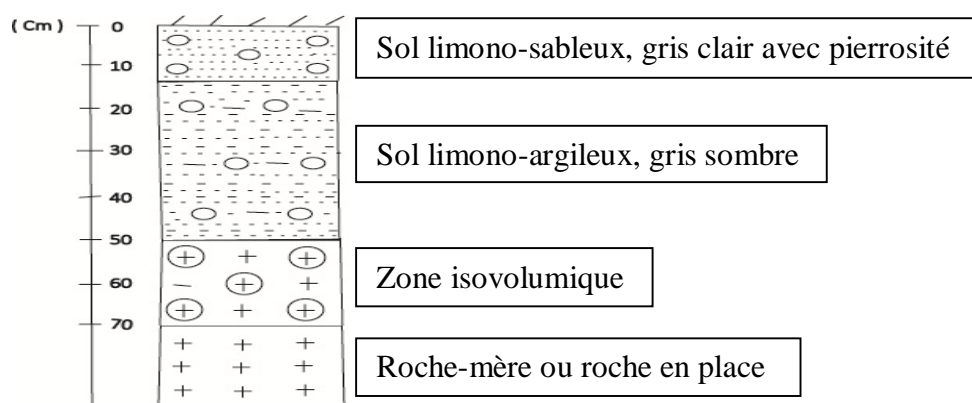 ( Cm )
0
Sol limono-sableux, gris clair avec pierrosité
10
20
30
Sol limono-argileux, gris sombre
40
50
Zone isovolumique
60
70
Roche-mère ou roche en place